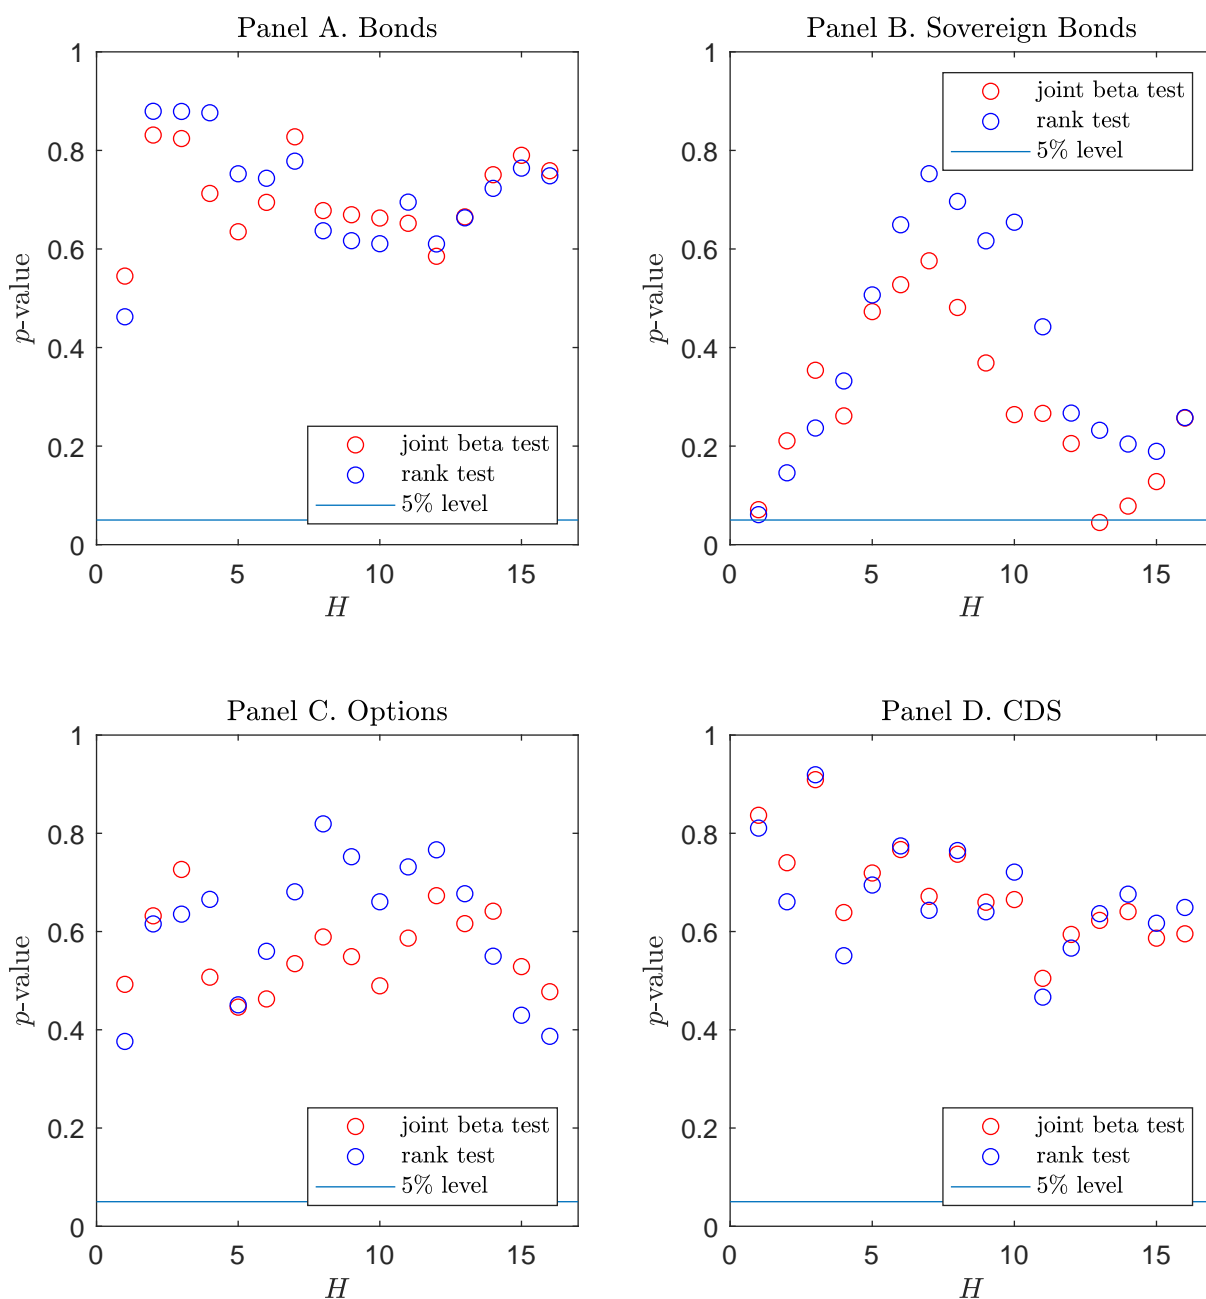 Panel A. Bonds
1
0.8
0.6
0.4
0.2
0
p-value
joint beta test
rank test
5% level
0 5 10 15
H
Panel B. Sovereign Bonds
1
0.8
0.6
0.4
0.2
0
p-value
joint beta test
rank test
5% level
0 5 10 15
H
Panel C. Options
1
0.8
0.6
0.4
0.2
0
p-value
joint beta test
rank test
5% level
0 5 10 15
H
Panel D. CDS
1
0.8
0.6
0.4
0.2
0
p-value
joint beta test
rank test
5% level
0 5 10 15
H